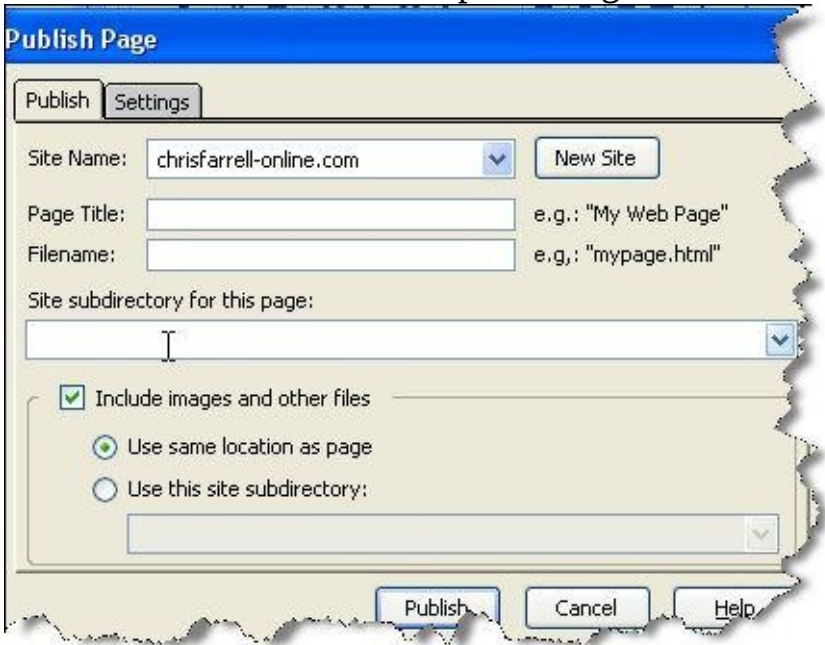 Publish Page
Publish Settings
Site Name: chrisfarrell-online.com New Site
Page Title: e.g.: "My Web Page"
Filename: e.g,: "mypage.html"
Site subdirectory for this page:
Include images and other files
Use same location as page
Use this site subdirectory:
Publish Cancel Help